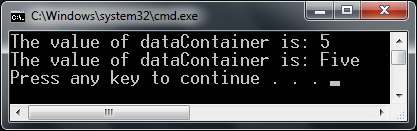 C:\Windows\system32\cmd.exe
The value of dataContainer is: 5
The value of dataContainer is: Five
Press any key to continue . . .